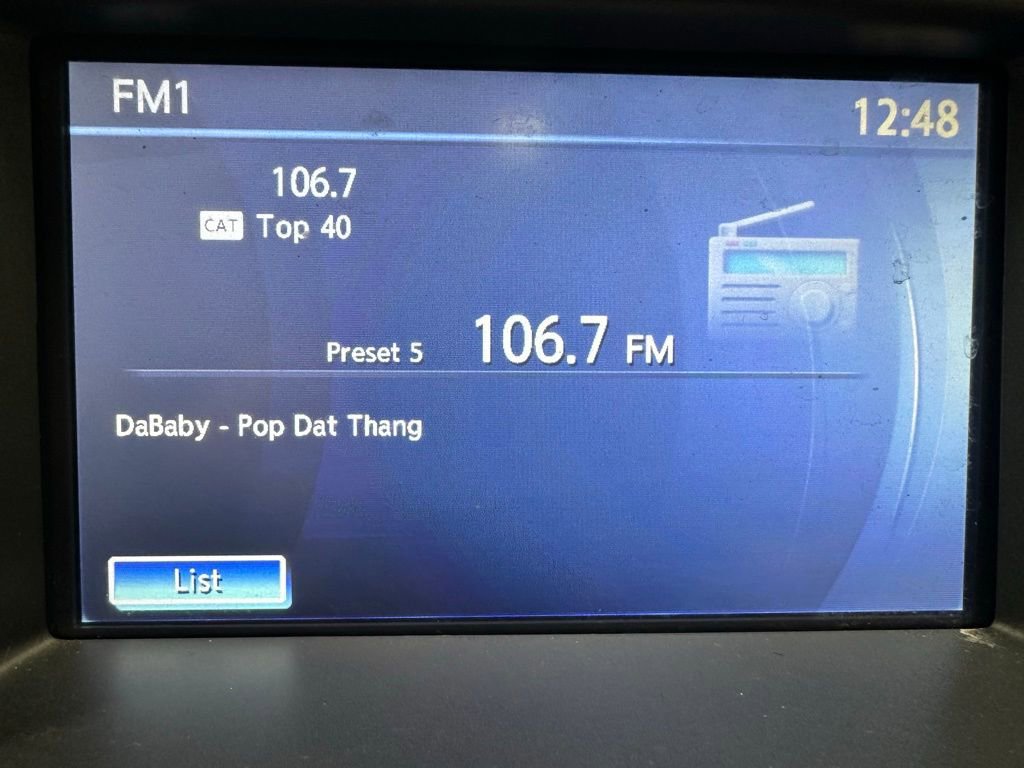 FM1
12:48
106.7
CAT Top 40
Preset 5 106.7 FM
DaBaby - Pop Dat Thang
List